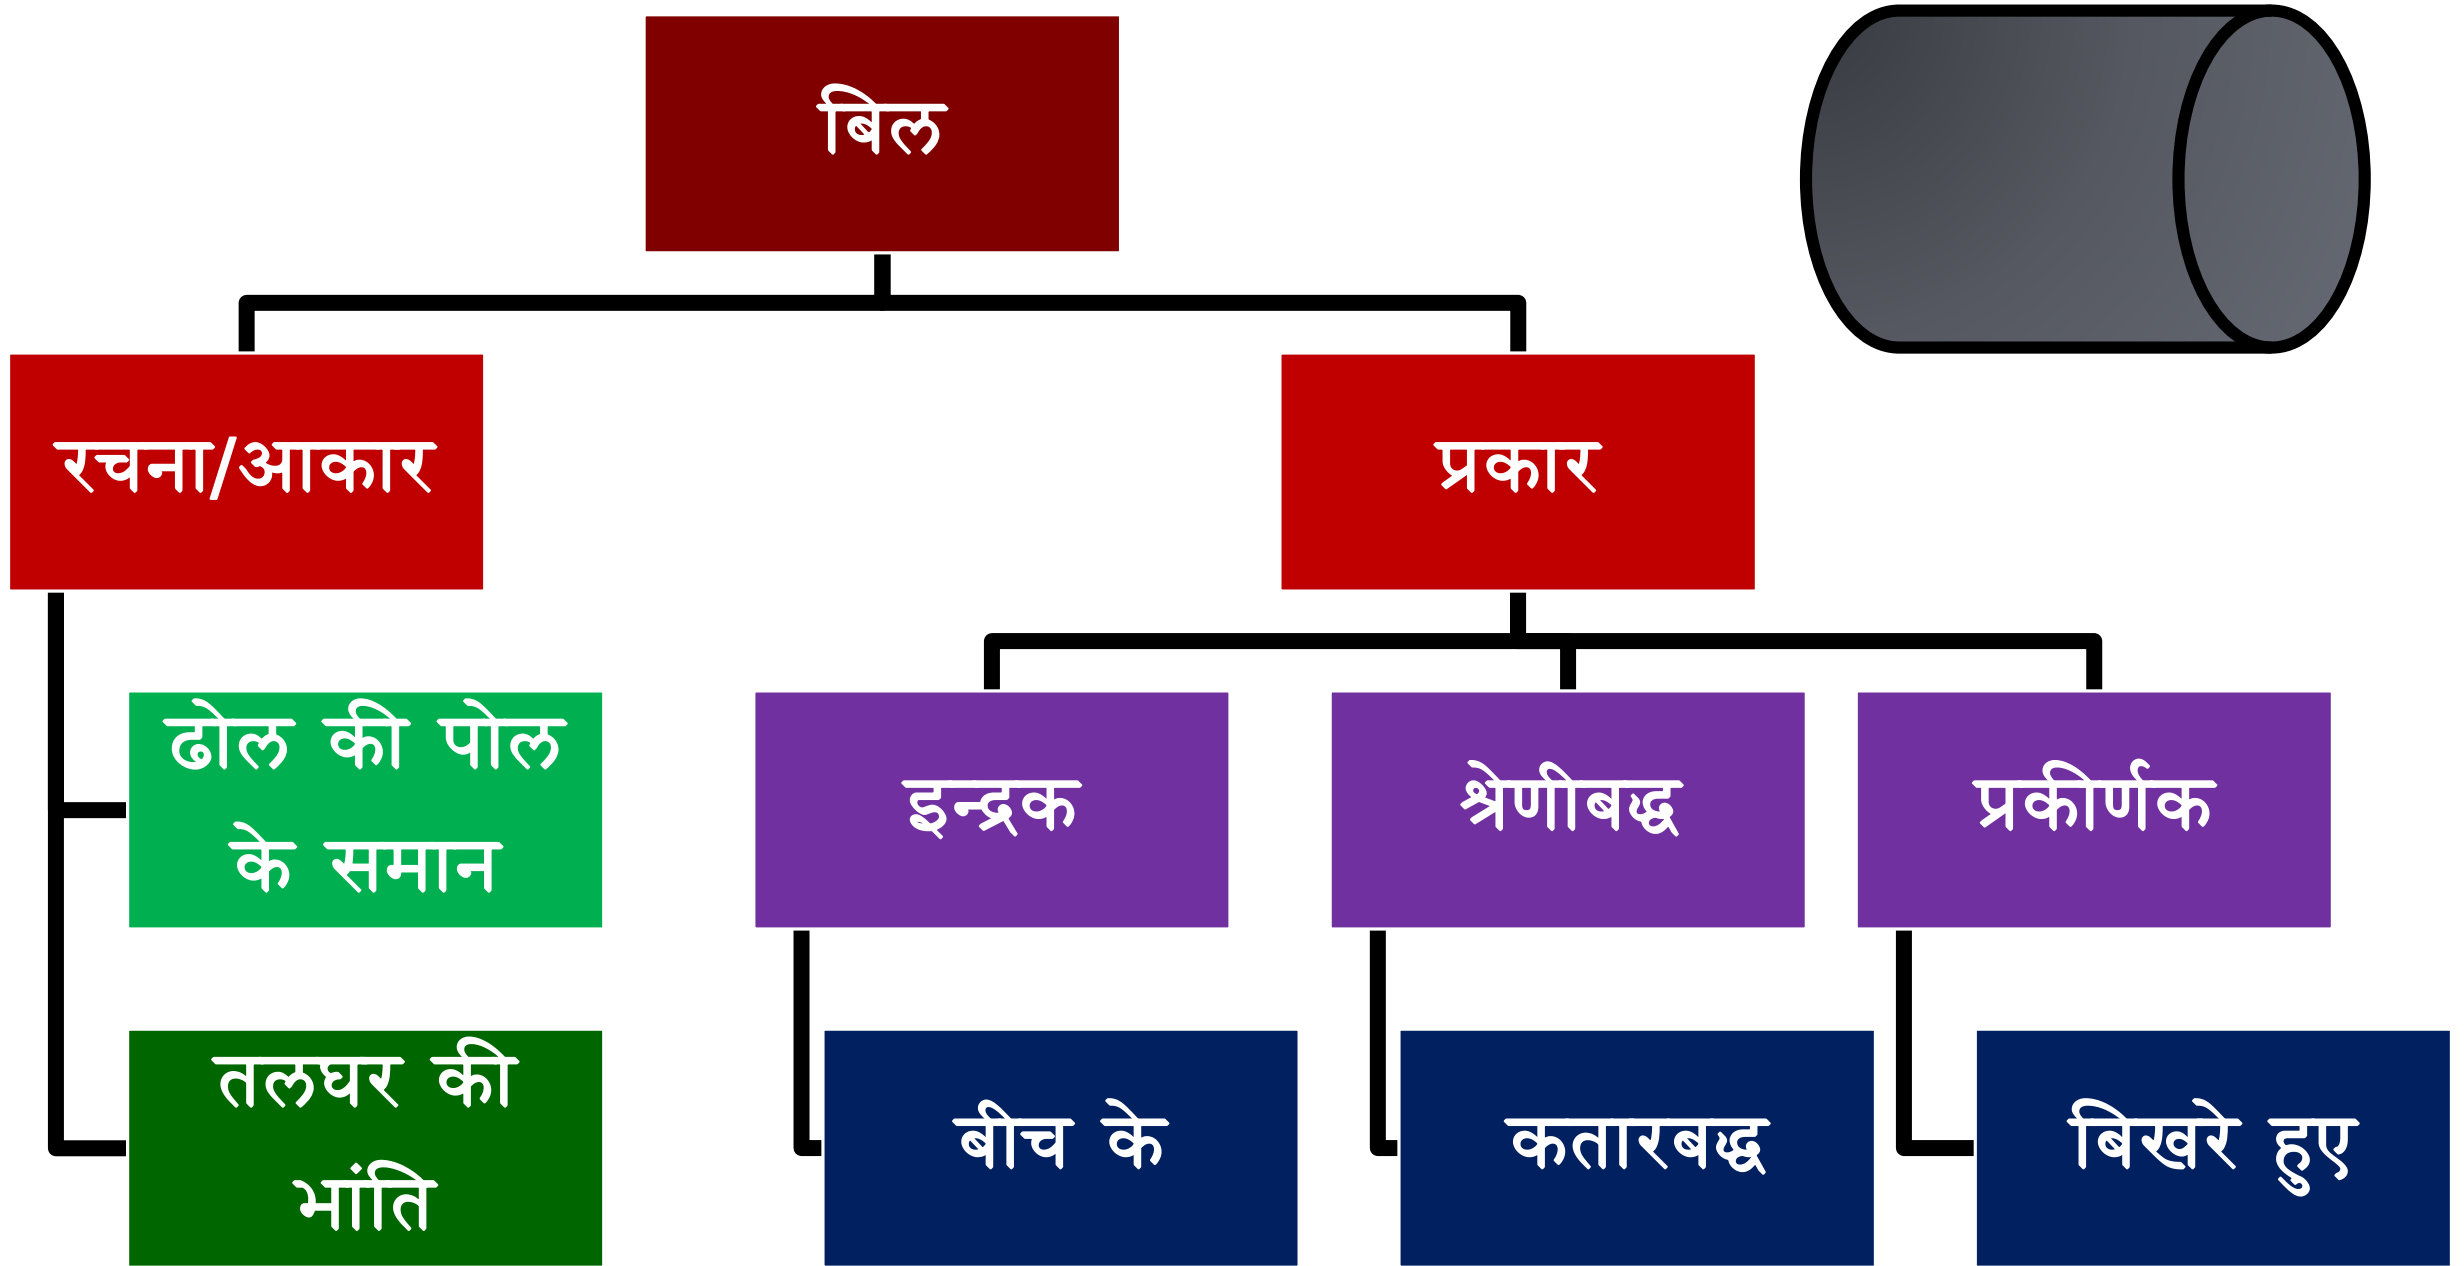 बिल
रचना/आकार
प्रकार
ढोल की पोल
के समान
तलघर की
भांति
इन्द्रक
श्रेणीबद्ध
प्रकीर्णक
बीच के
कतारबद्ध
बिखरे हुए